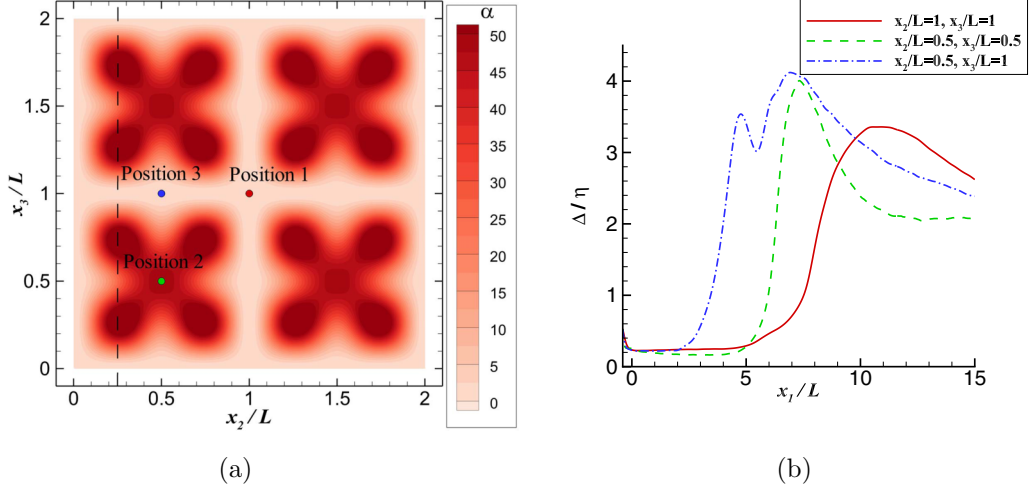 α
50
45
40
35
30
25
20
15
10
5
0
2
1.5
1
0.5
0
x3/L
Position 3
Position 1
Position 2
0
0.5
1
1.5
2
x2/L
(a)
x2/L=1, x3/L=1
x2/L=0.5, x3/L=0.5
x2/L=0.5, x3/L=1
4
3
2
1
0
Δ/η
0
5
10
15
x1/L
(b)